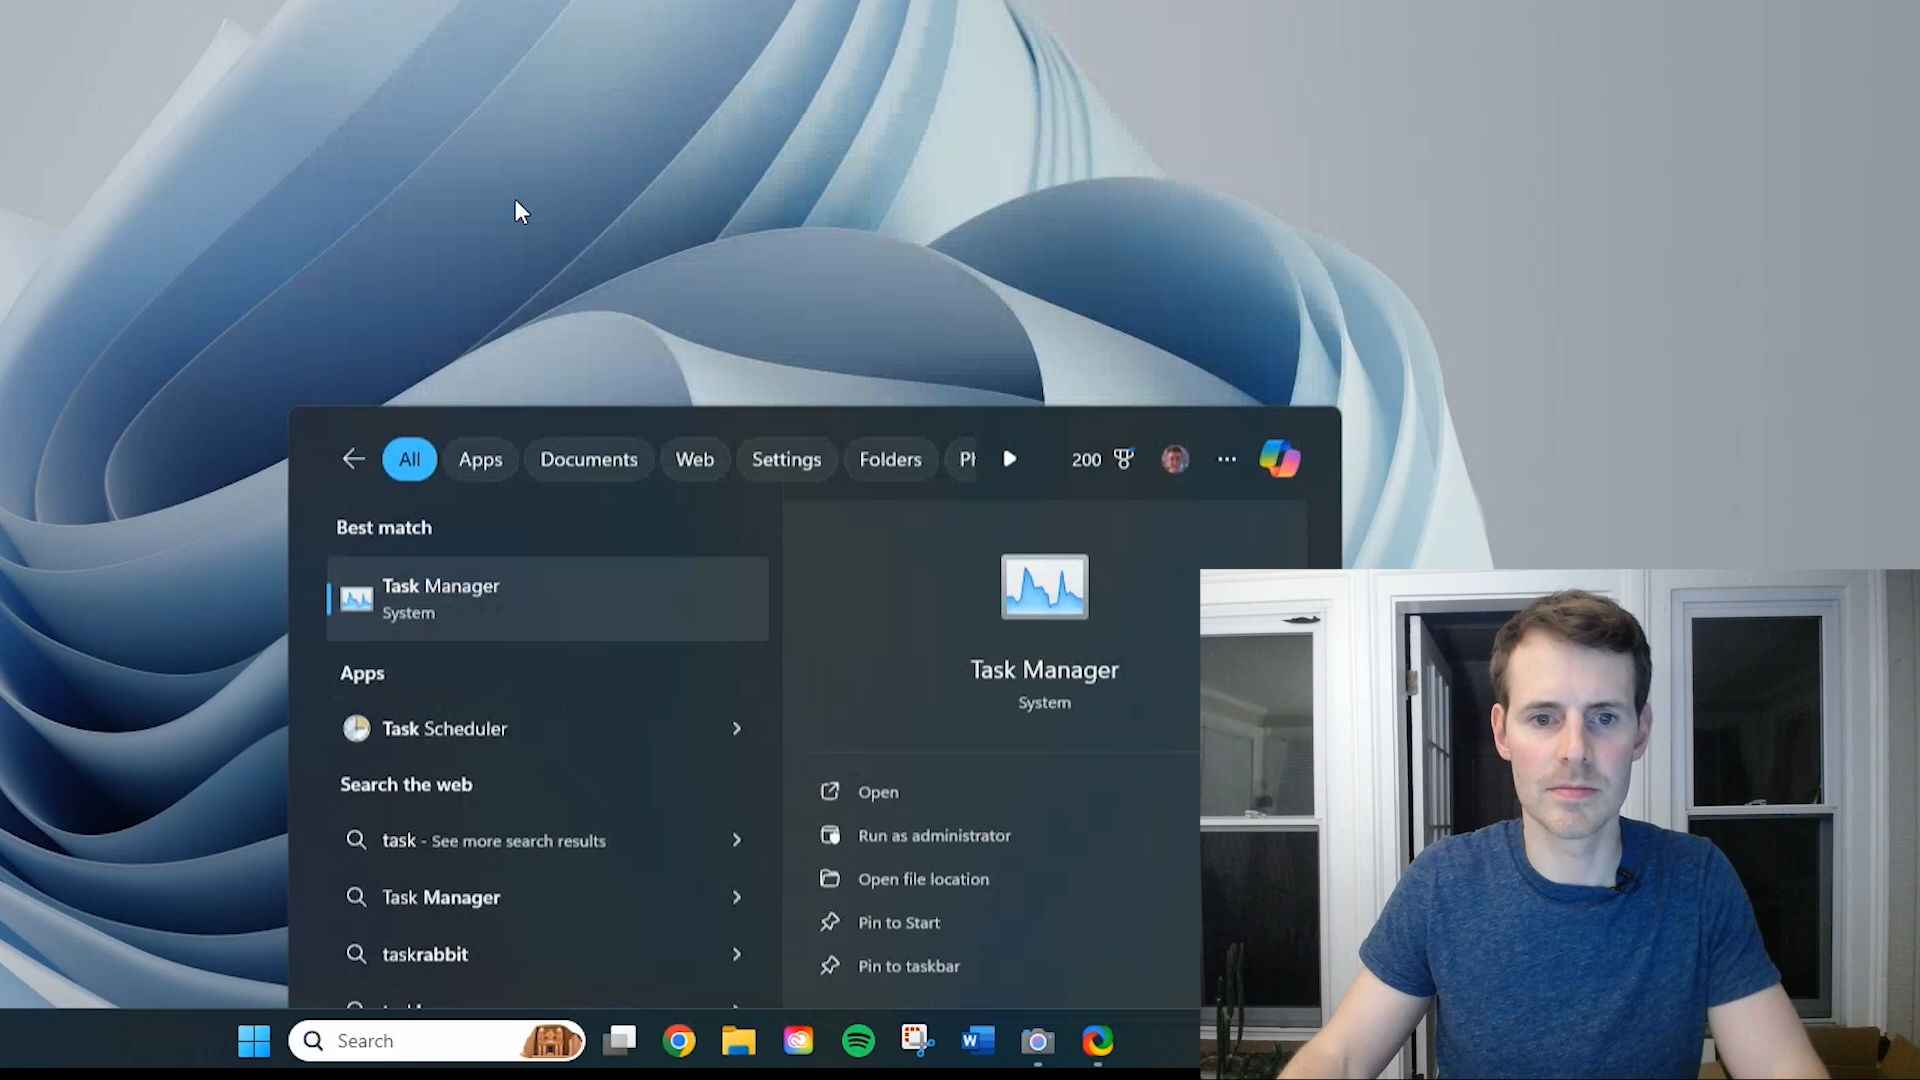 All
Apps
Documents
Web
Settings
Folders
200
Best match
Task Manager
System
Apps
Task Scheduler
Search the web
task - See more search results
Task Manager
taskrabbit
Task Manager
System
Open
Run as administrator
Open file location
Pin to Start
Pin to taskbar
Search
W